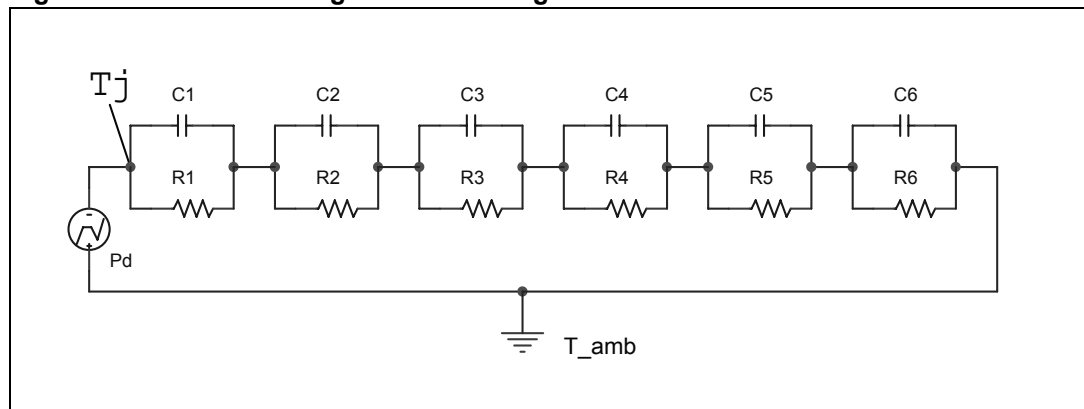 Tj
C1 C2 C3 C4 C5 C6
R1 R2 R3 R4 R5 R6
Pd
T_amb